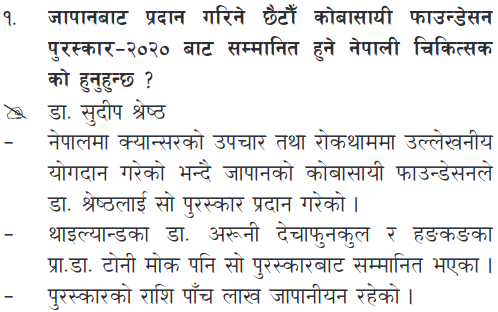 १. जापानबाट प्रदान गरिने छैटौँ कोबासायी फाउन्डेसन
पुरस्कार-२०२० बाट सम्मानित हुने नेपाली चिकित्सक
को हुनुहुन्छ ?
डा. सुदीप श्रेष्ठ
- नेपालमा क्यान्सरको उपचार तथा रोकथाममा उल्लेखनीय
योगदान गरेको भन्दै जापानको कोबासायी फाउन्डेसनले
डा. श्रेष्ठलाई सो पुरस्कार प्रदान गरेको ।
- थाइल्यान्डका डा. अरूनी देचाफुनकुल र हङकङका
प्रा.डा. टोनी मोक पनि सो पुरस्कारबाट सम्मानित भएका ।
- पुरस्कारको राशि पाँच लाख जापानीयन रहेको ।